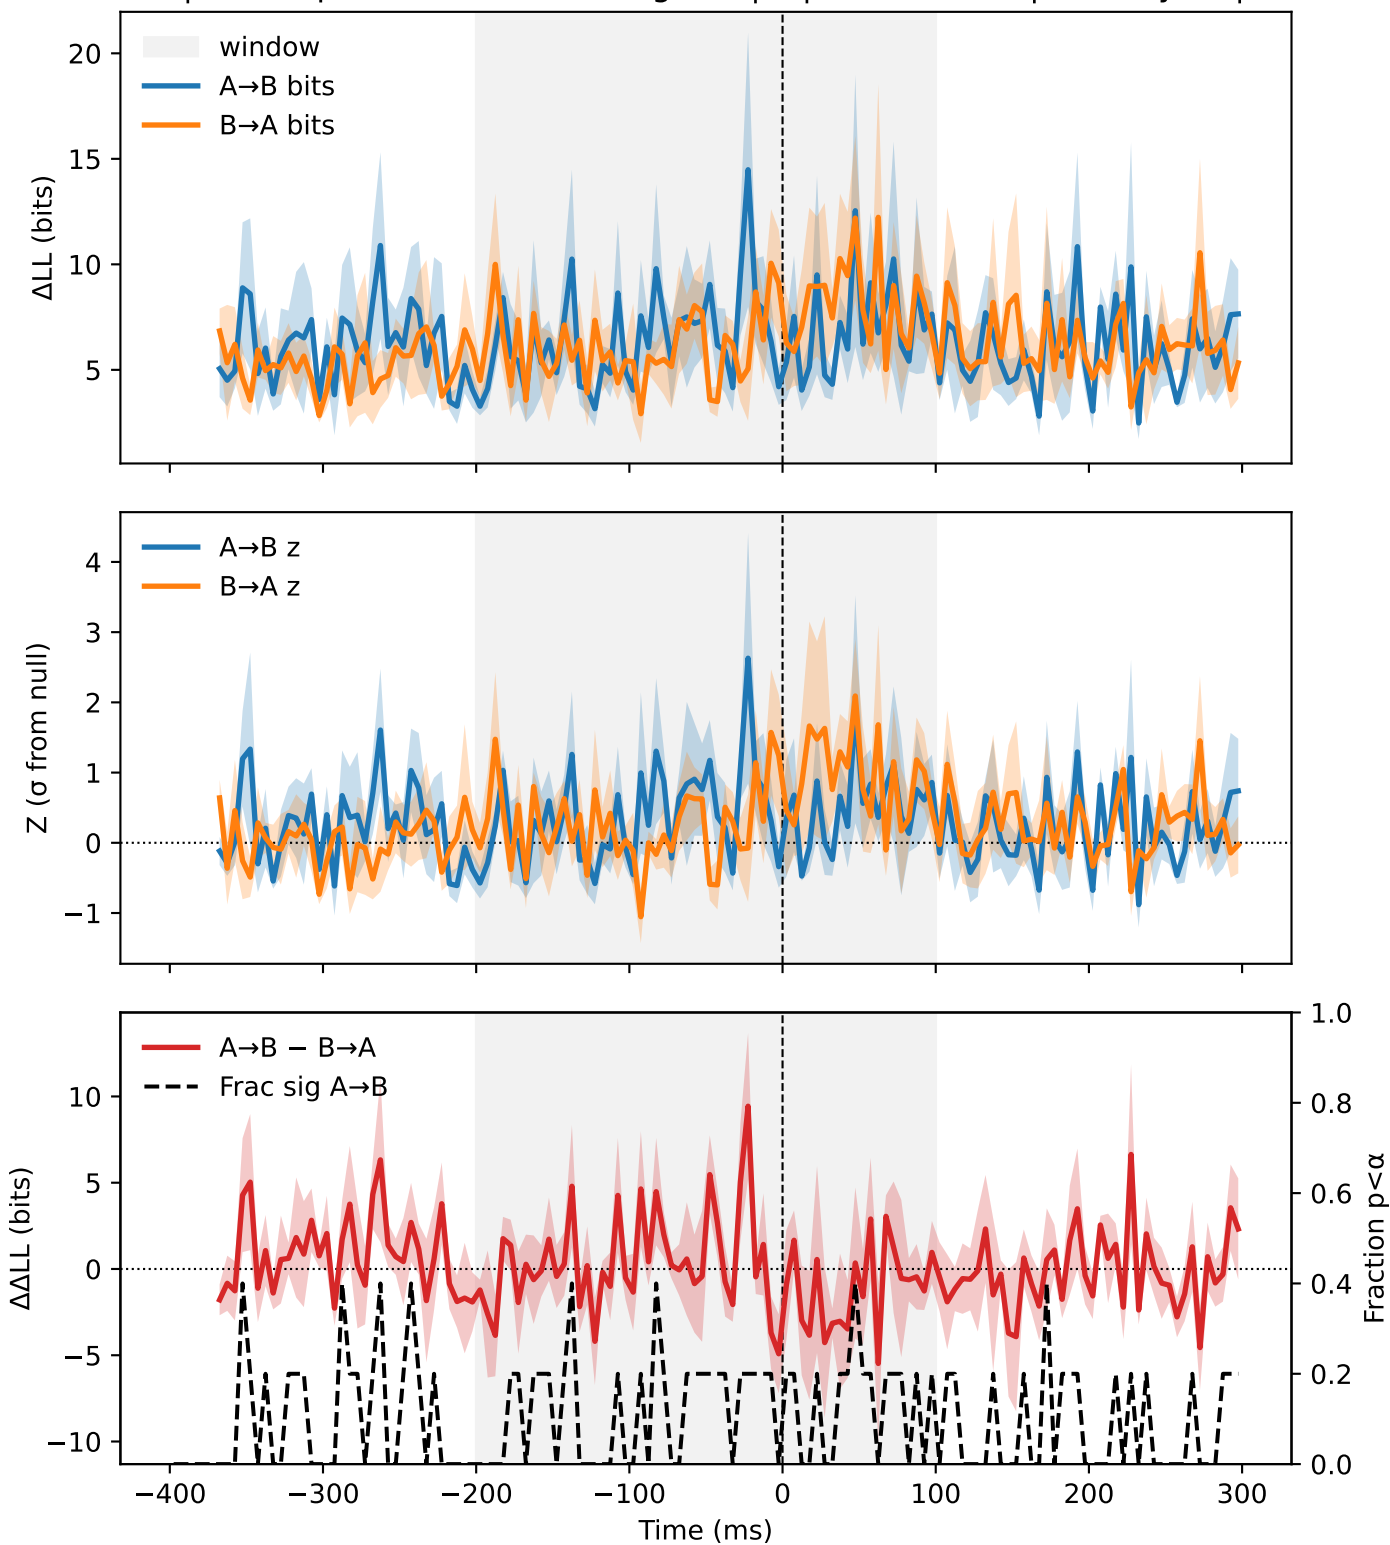 20
15
10
5
ΔLL (bits)
window
A→B bits
B→A bits
4
3
2
1
0
−1
Z (σ from null)
A→B z
B→A z
10
5
0
−5
−10
ΔΔLL (bits)
A→B − B→A
Frac sig A→B
1.0
0.8
0.6
0.4
0.2
0.0
Fraction p<α
−400 −300 −200 −100 0 100 200 300
Time (ms)